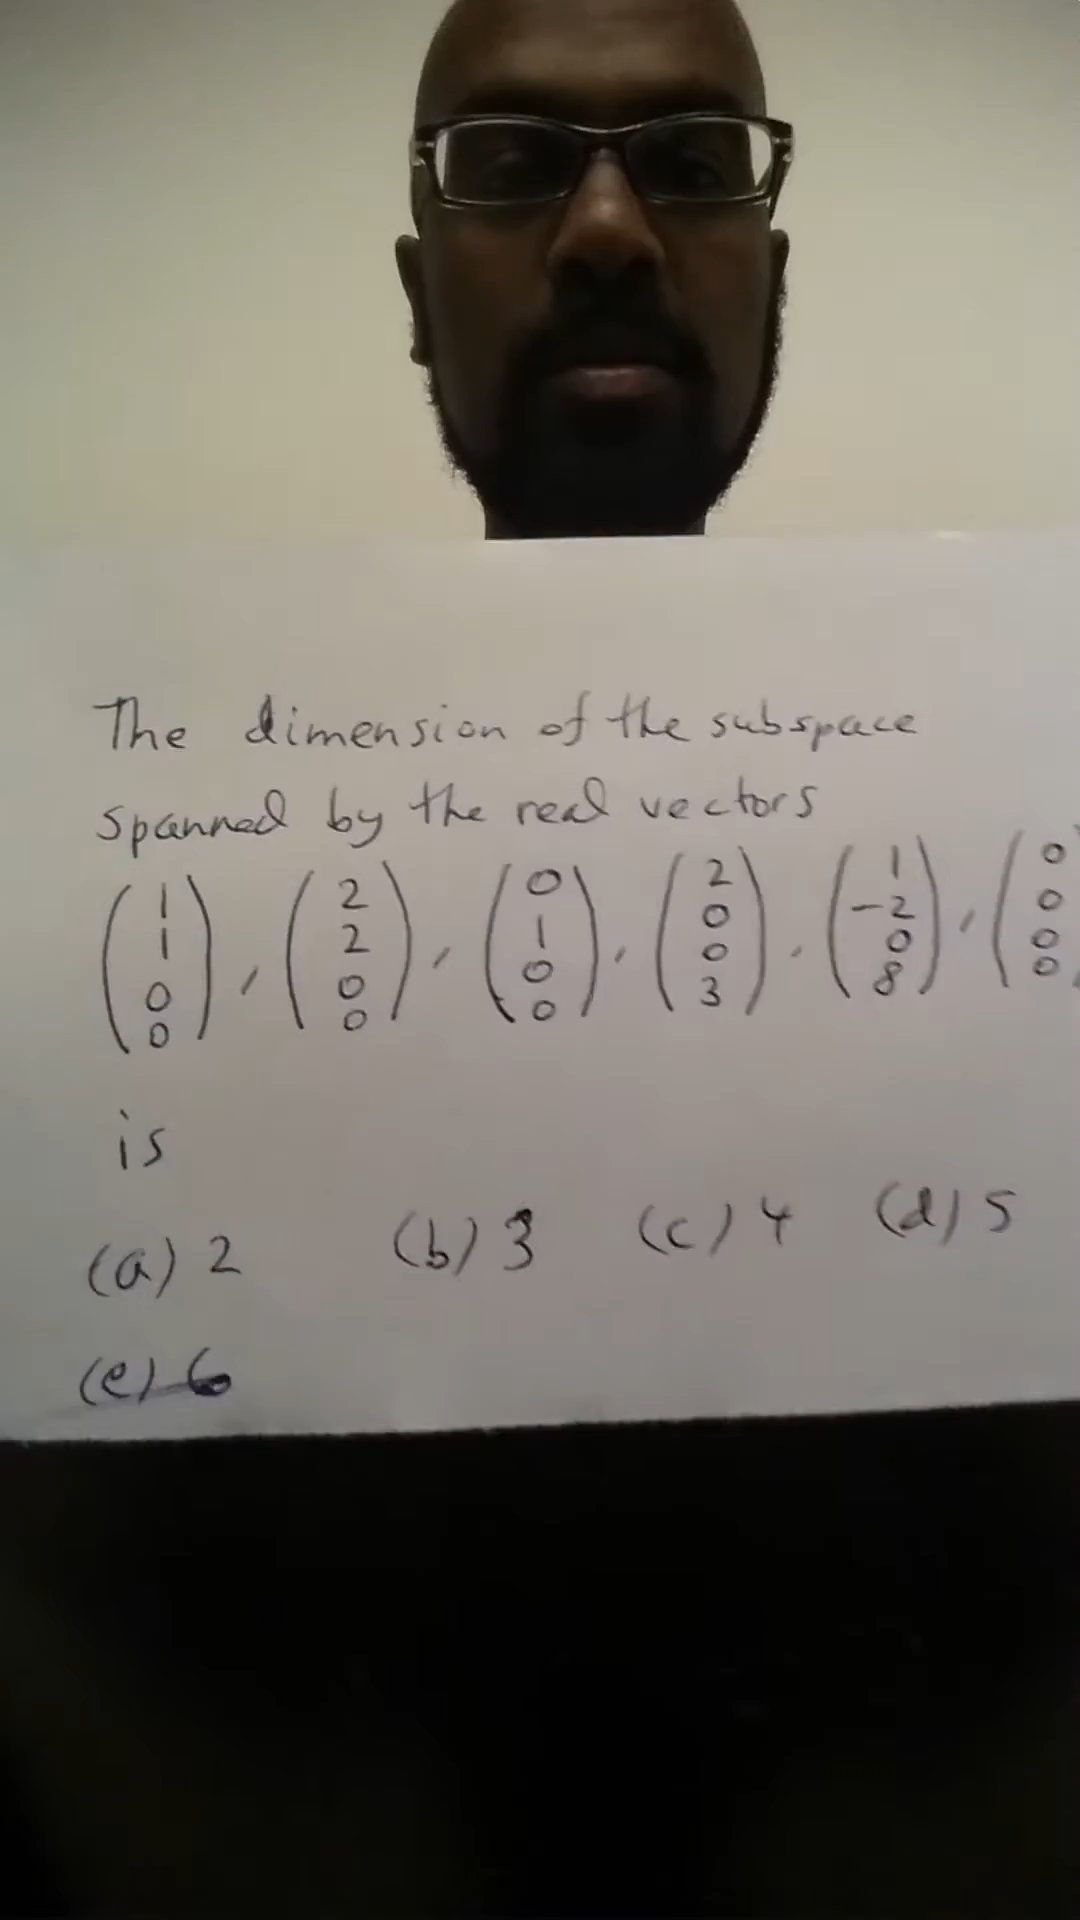 The dimension of the subspace
spanned by the real vectors
(1 1 0 0), (2 2 0 0), (0 1 0 0), (2 0 0 3), (1 -2 0 8), (0 0 0 0)
is
(a) 2 (b) 3 (c) 4 (d) 5
(e) 6